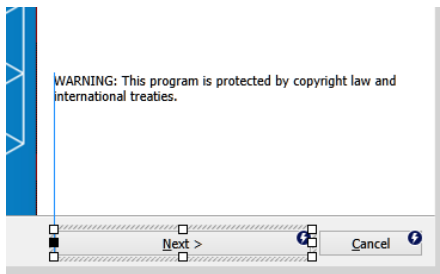 WARNING: This program is protected by copyright law and
international treaties.
Next >
Cancel